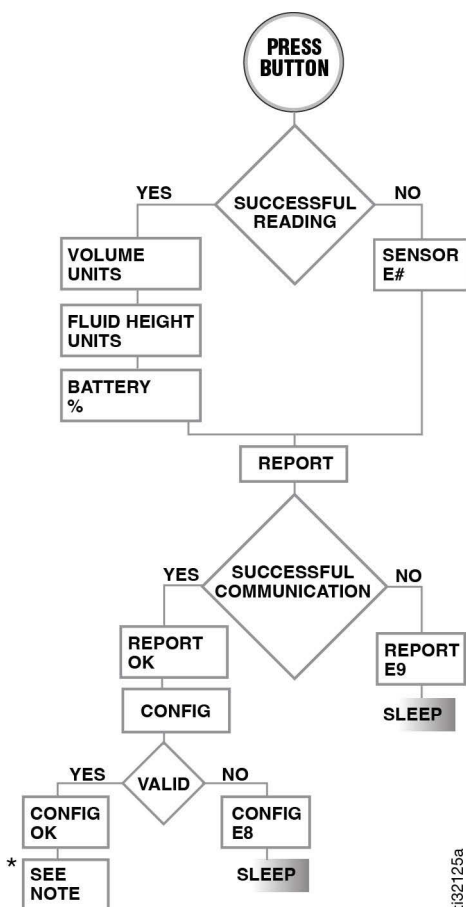 PRESS
BUTTON
SUCCESSFUL
READING
YES
NO
VOLUME
UNITS
SENSOR
E#
FLUID HEIGHT
UNITS
BATTERY
%
REPORT
SUCCESSFUL
COMMUNICATION
YES
NO
REPORT
OK
REPORT
E9
CONFIG
SLEEP
VALID
YES
NO
CONFIG
OK
CONFIG
E8
* SEE
NOTE
SLEEP
ti32125a